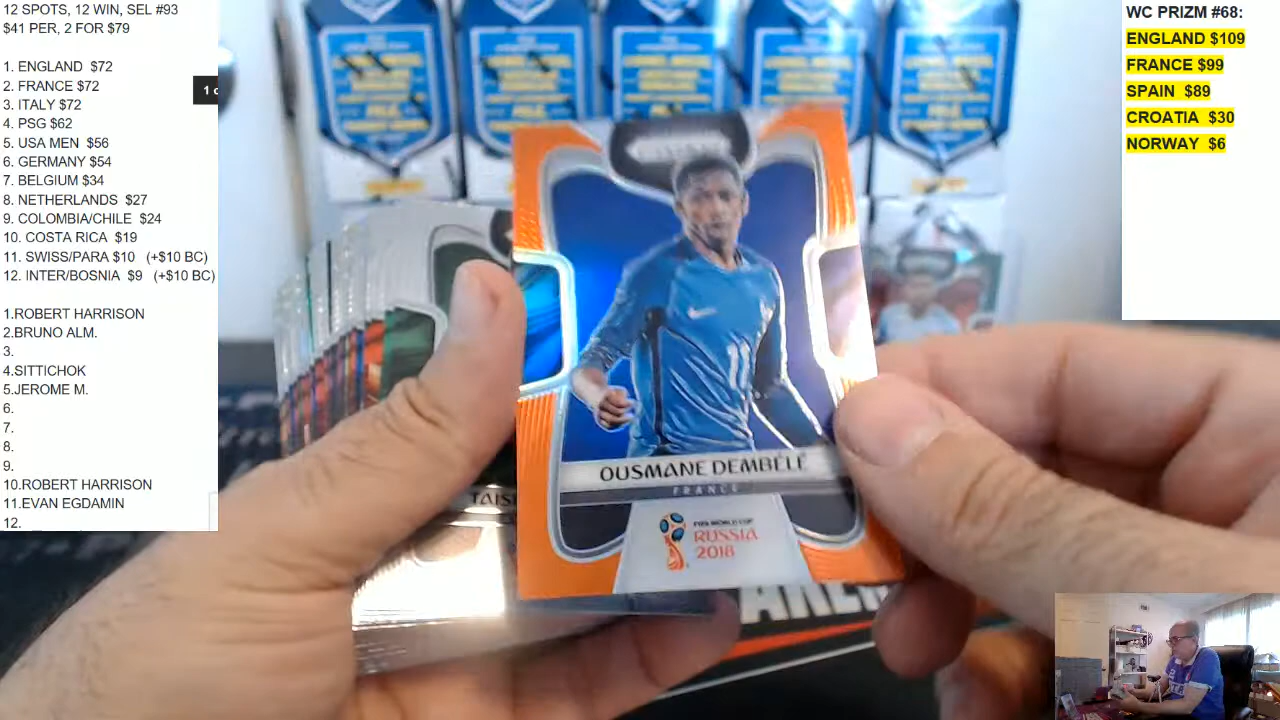 12 SPOTS, 12 WIN, SEL #93
$41 PER, 2 FOR $79
1. ENGLAND $72
2. FRANCE $72
3. ITALY $72
4. PSG $62
5. USA MEN $56
6. GERMANY $54
7. BELGIUM $34
8. NETHERLANDS $27
9. COLOMBIA/CHILE $24
10. COSTA RICA $19
11. SWISS/PARA $10 (+$10 BC)
12. INTER/BOSNIA $9 (+$10 BC)
1.ROBERT HARRISON
2.BRUNO ALM.
3.
4.SITTICHOK
5.JEROME M.
6.
7.
8.
9.
10.ROBERT HARRISON
11.EVAN EGDAMIN
12.
1
WC PRIZM #68:
ENGLAND $109
FRANCE $99
SPAIN $89
CROATIA $30
NORWAY $6
11
OUSMANE DEMBÉLÉ
FRANCE
FIFA WORLD CUP
RUSSIA
2018
TAIS